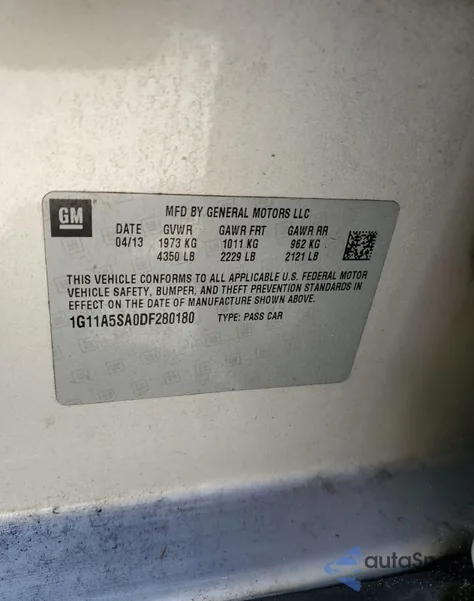 GM
MFD BY GENERAL MOTORS LLC
DATE GVWR GAWR FRT GAWR RR
04/13 1973 KG 1011 KG 962 KG
4350 LB 2229 LB 2121 LB
THIS VEHICLE CONFORMS TO ALL APPLICABLE U.S. FEDERAL MOTOR
VEHICLE SAFETY, BUMPER, AND THEFT PREVENTION STANDARDS IN
EFFECT ON THE DATE OF MANUFACTURE SHOWN ABOVE.
1G11A5SA0DF280180 TYPE: PASS CAR